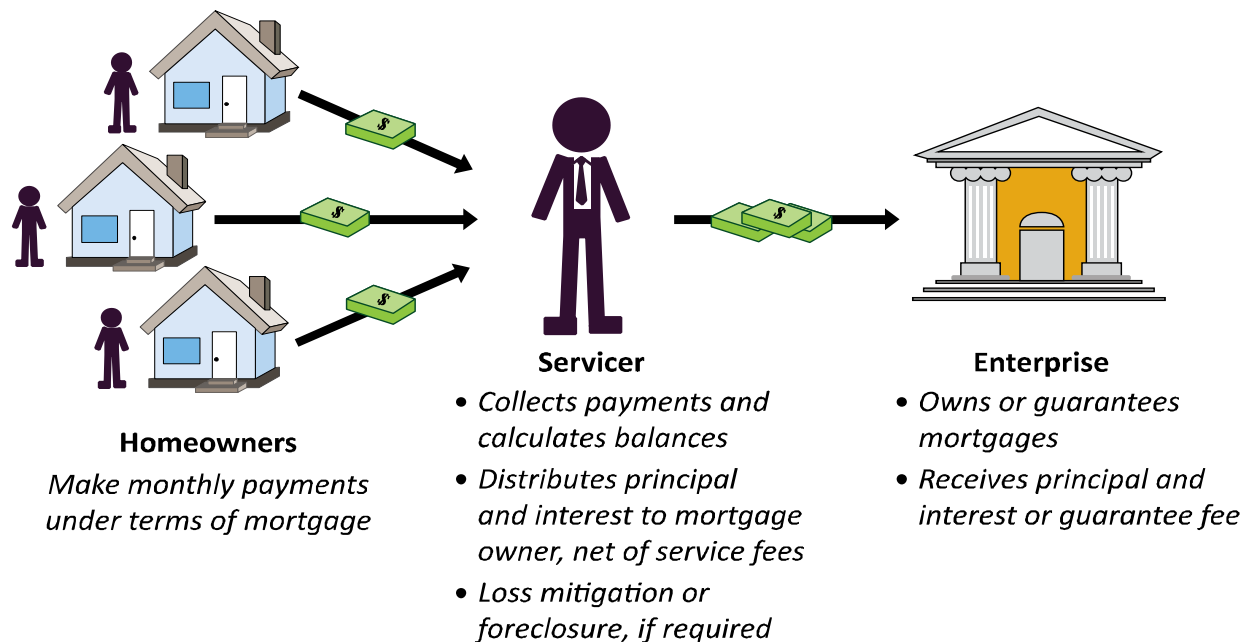 $
$
$
$
Homeowners
Make monthly payments
under terms of mortgage
Servicer
• Collects payments and
calculates balances
• Distributes principal
and interest to mortgage
owner, net of service fees
• Loss mitigation or
foreclosure, if required
Enterprise
• Owns or guarantees
mortgages
• Receives principal and
interest or guarantee fee